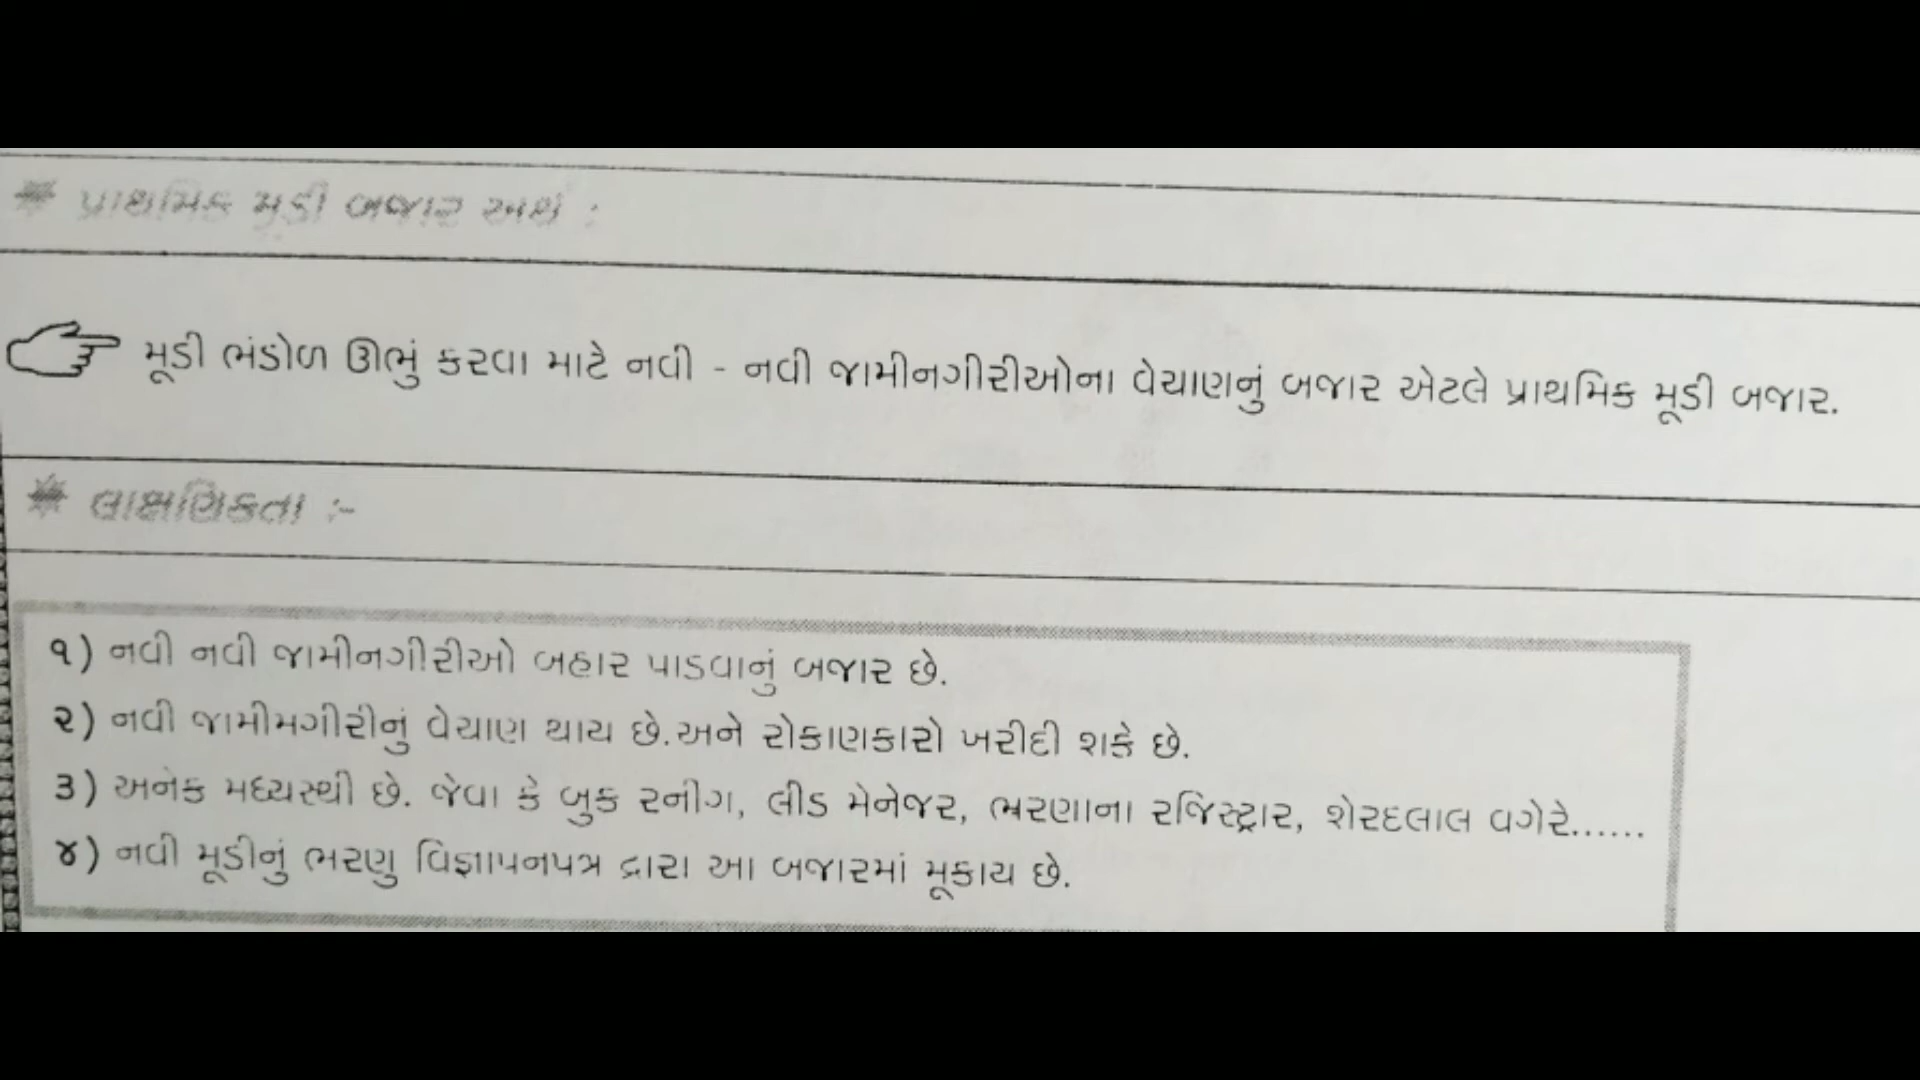 * પ્રાથમિક મૂડી બજાર અર્થ :
મૂડી ભંડોળ ઊભું કરવા માટે નવી - નવી જામીનગીરીઓના વેચાણનું બજાર એટલે પ્રાથમિક મૂડી બજાર.
* લાક્ષણિકતા :-
૧) નવી નવી જામીનગીરીઓ બહાર પાડવાનું બજાર છે.
૨) નવી જામીમગીરીનું વેચાણ થાય છે.અને રોકાણકારો ખરીદી શકે છે.
૩) અનેક મધ્યસ્થી છે. જેવા કે બુક રનીગ, લીડ મેનેજર, ભરણાના રજિસ્ટ્રાર, શેરદલાલ વગેરે......
૪) નવી મૂડીનું ભરણુ વિજ્ઞાપનપત્ર દ્રારા આ બજારમાં મૂકાય છે.